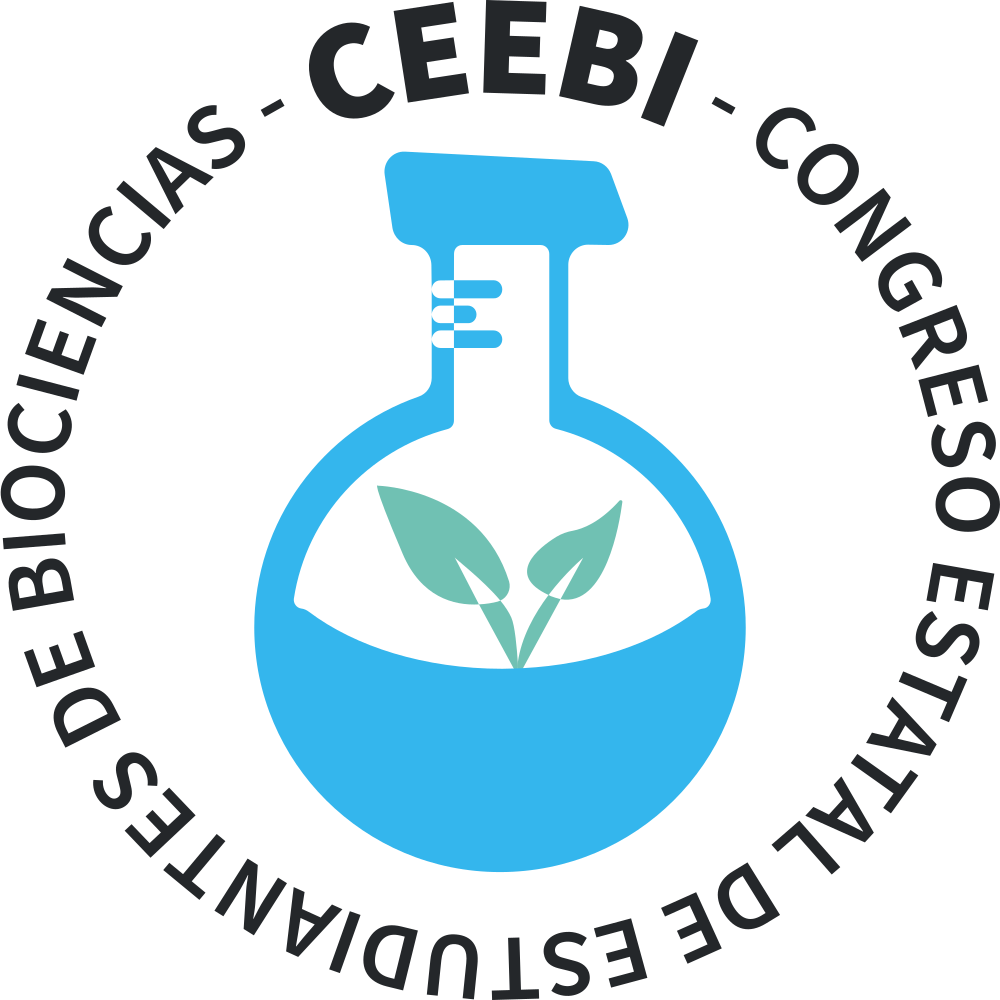 CEEBI - CONGRESO ESTATAL DE ESTUDIANTES DE BIOCIENCIAS -